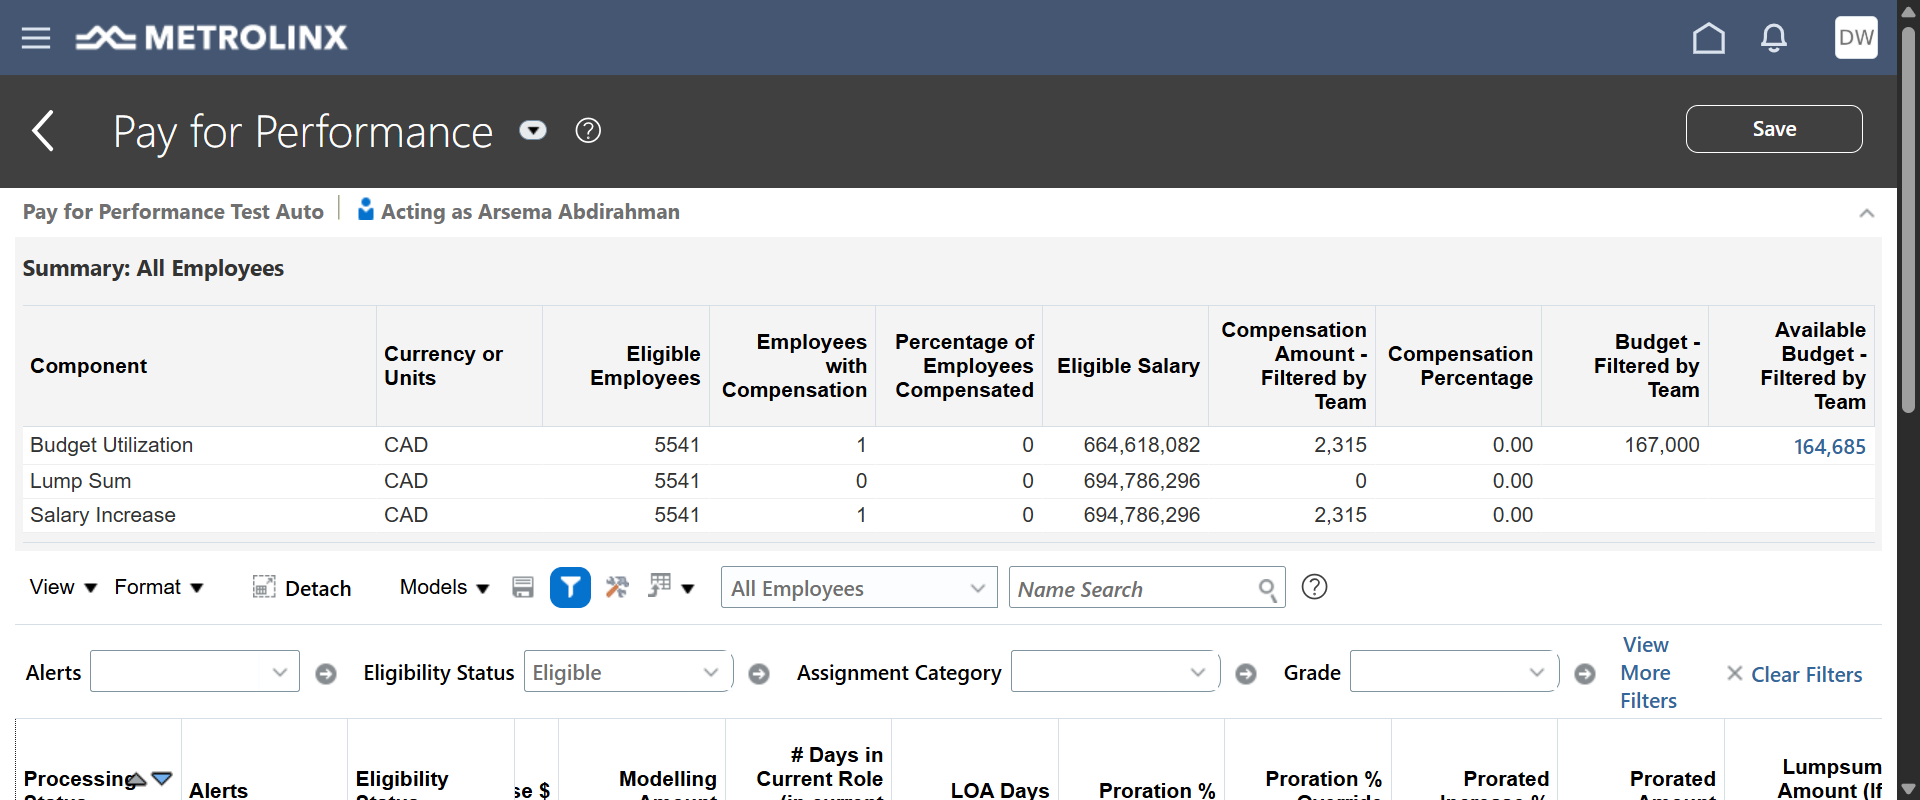 METROLINX
DW
Pay for Performance
Save
Pay for Performance Test Auto
Acting as Arsema Abdirahman
Summary: All Employees
Component
Currency or
Units
Eligible
Employees
Employees
with
Compensation
Percentage of
Employees
Compensated
Eligible Salary
Compensation
Amount -
Filtered by
Team
Compensation
Percentage
Budget -
Filtered by
Team
Available
Budget -
Filtered by
Team
Budget Utilization CAD 5541 1 0 664,618,082 2,315 0.00 167,000 164,685
Lump Sum CAD 5541 0 0 694,786,296 0 0.00
Salary Increase CAD 5541 1 0 694,786,296 2,315 0.00
View Format Detach Models All Employees Name Search
Alerts Eligibility Status Eligible Assignment Category Grade
View
More
Filters
Clear Filters
Processing
Status
Alerts
Eligibility
Status
se $
Modelling
Amount
# Days in
Current Role
(in current
LOA Days
Proration %
Proration %
Override
Prorated
Increase %
Prorated
Amount
Lumpsum
Amount (If